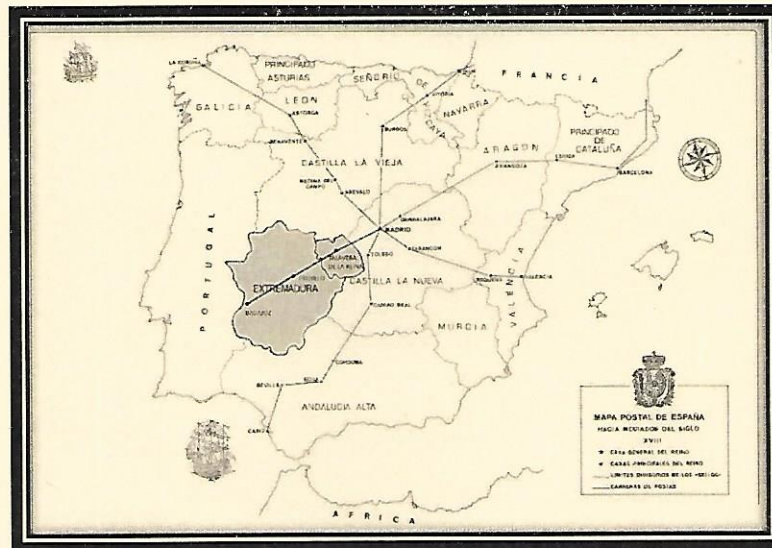 FRANCIA
LA CORUÑA
PRINCIPADO
ASTURIAS
SEÑORIO
DE
VIZCAYA
VITORIA
NAVARRA
GALICIA
LEON
ASTORGA
BENAVENTE
BURGOS
ARAGON
PRINCIPADO
DE
CATALUÑA
ZARAGOZA
BARCELONA
CASTILLA LA VIEJA
MEDINA DEL
CAMPO
AREVALO
GUADALAJARA
MADRID
TARANCON
TOLEDO
TALAVERA
DE LA REINA
TRUJILLO
EXTREMADURA
BADAJOZ
PORTUGAL
CASTILLA LA NUEVA
REQUENA
VALENCIA
VALENCIA
CIUDAD REAL
MURCIA
CORDOBA
SEVILLA
ECIJA
ANDALUCIA ALTA
CADIZ
AFRICA
MAPA POSTAL DE ESPAÑA
HACIA MEDIADOS DEL SIGLO
XVIII
CASA GENERAL DEL REINO
CASAS PRINCIPALES DEL REINO
LIMITES DIVISORIOS DE LOS «SELLOS»
CARRERAS DE POSTAS